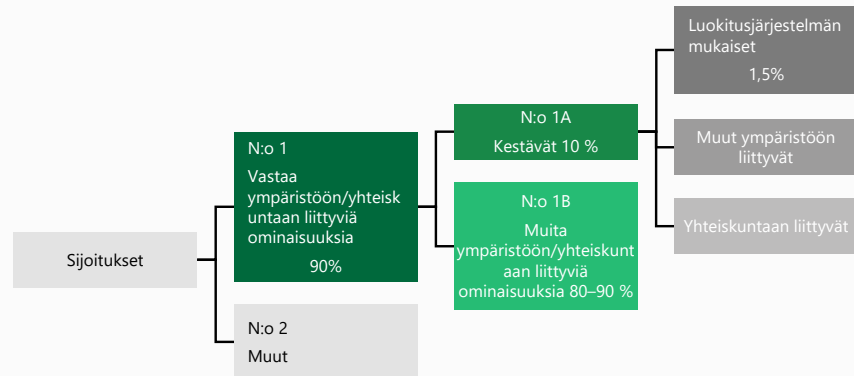 Sijoitukset
N:o 1
Vastaa
ympäristöön/yhteisk
untaan liittyviä
ominaisuuksia
90%
N:o 2
Muut
N:o 1A
Kestävät 10 %
N:o 1B
Muita
ympäristöön/yhteiskunt
aan liittyviä
ominaisuuksia 80–90 %
Luokitusjärjestelmän
mukaiset
1,5%
Muut ympäristöön
liittyvät
Yhteiskuntaan liittyvät